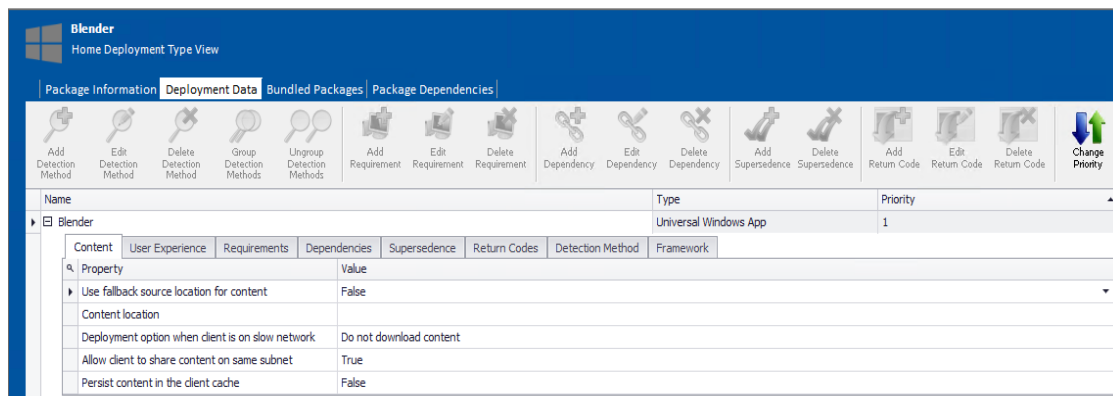 Blender
Home Deployment Type View
Package Information Deployment Data Bundled Packages Package Dependencies
Add Detection Method
Edit Detection Method
Delete Detection Method
Group Detection Methods
Ungroup Detection Methods
Add Requirement
Edit Requirement
Delete Requirement
Add Dependency
Edit Dependency
Delete Dependency
Add Supersedence
Delete Supersedence
Add Return Code
Edit Return Code
Delete Return Code
Change Priority
Name Type Priority
Blender Universal Windows App 1
Content User Experience Requirements Dependencies Supersedence Return Codes Detection Method Framework
Property Value
Use fallback source location for content False
Content location
Deployment option when client is on slow network Do not download content
Allow client to share content on same subnet True
Persist content in the client cache False